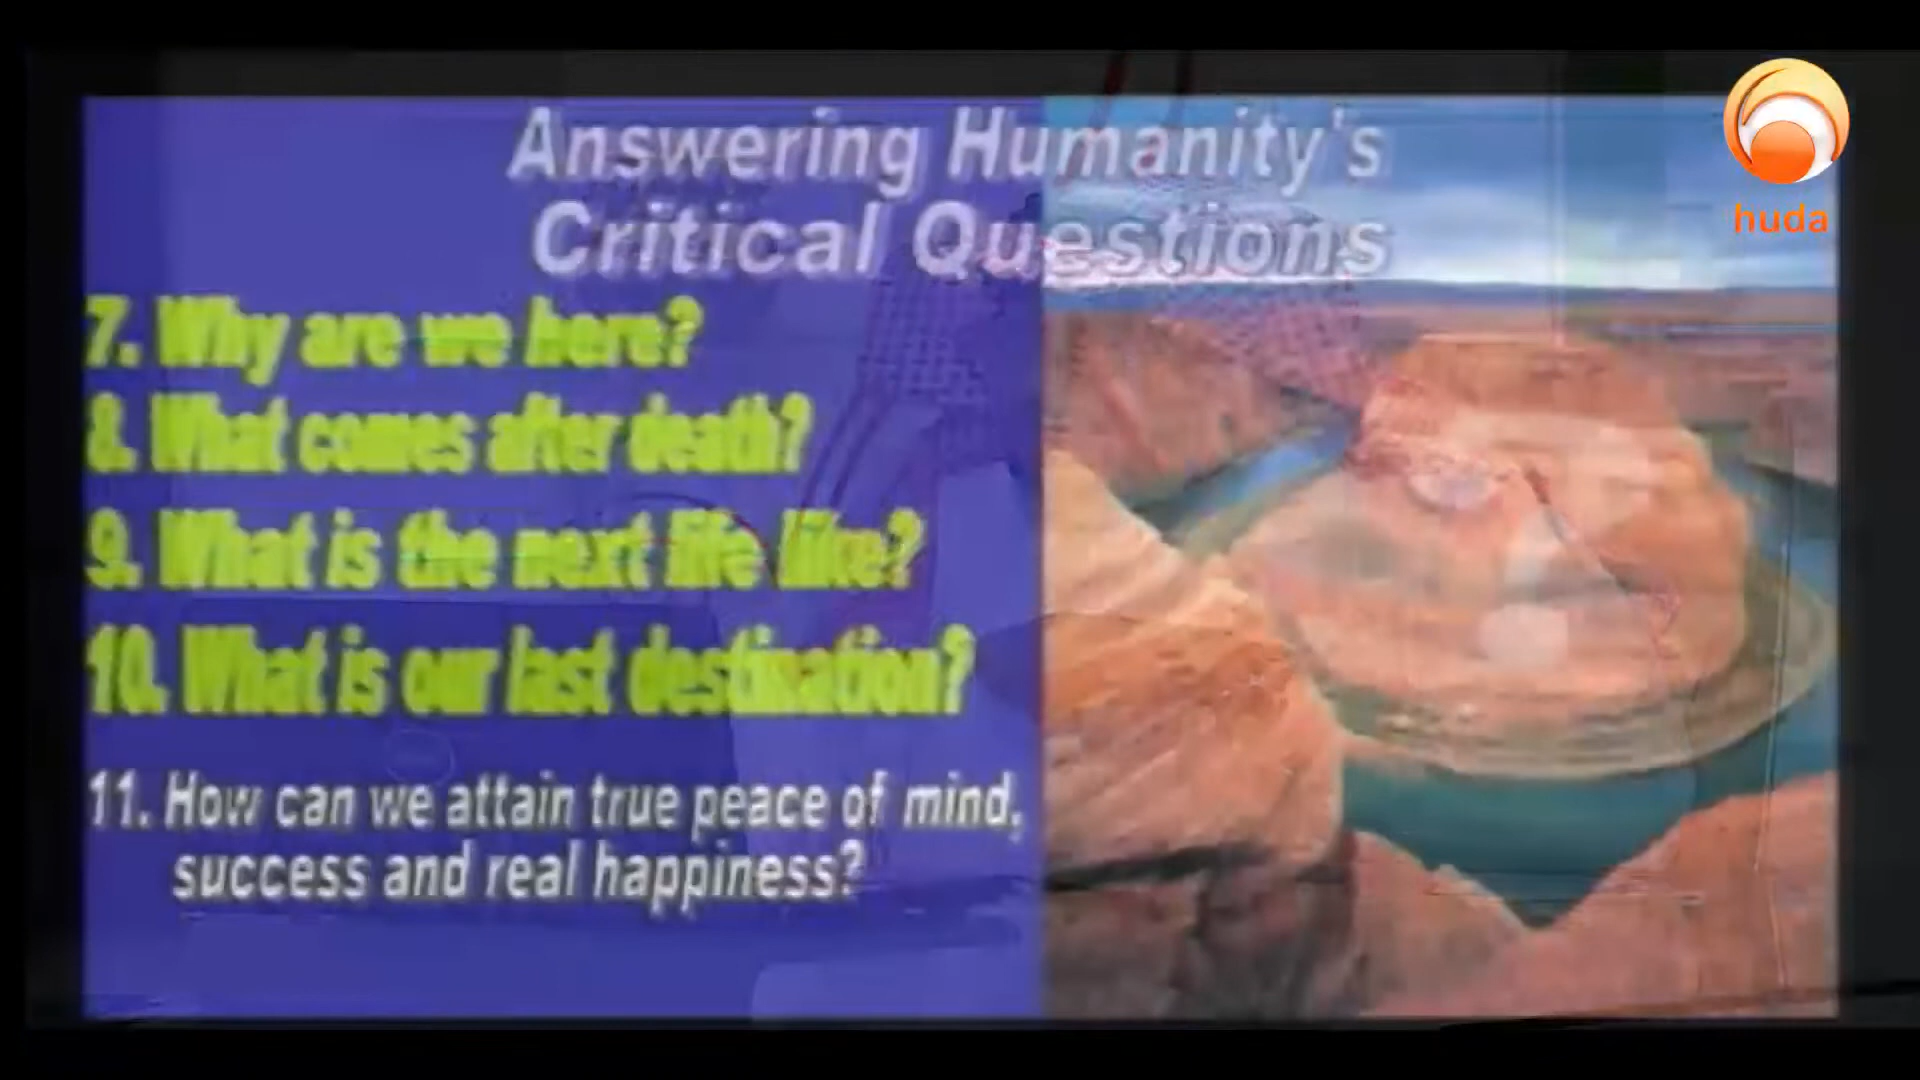 Answering Humanity's
Critical Questions
huda
7. Why are we here?
8. What comes after death?
9. What is the next life like?
10. What is our last destination?
11. How can we attain true peace of mind,
success and real happiness?